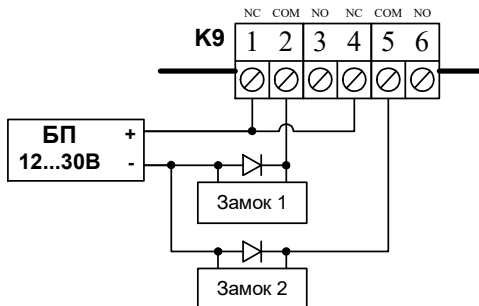 NC COM NO NC COM NO
K9 1 2 3 4 5 6
БП +
12...30В -
Замок 1
Замок 2